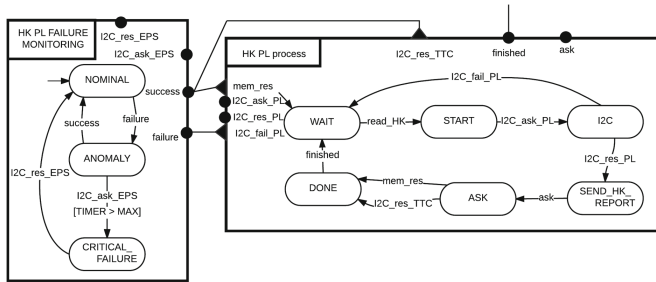 HK PL FAILURE
MONITORING
I2C_res_EPS
I2C_ask_EPS
NOMINAL
success
failure
success
failure
ANOMALY
I2C_res_EPS
I2C_ask_EPS
[TIMER > MAX]
CRITICAL_
FAILURE
HK PL process
I2C_res_TTC
finished
ask
mem_res
I2C_ask_PL
I2C_res_PL
I2C_fail_PL
I2C_fail_PL
WAIT
read_HK
START
I2C_ask_PL
I2C
finished
I2C_res_PL
DONE
mem_res
I2C_res_TTC
ASK
ask
SEND_HK_
REPORT